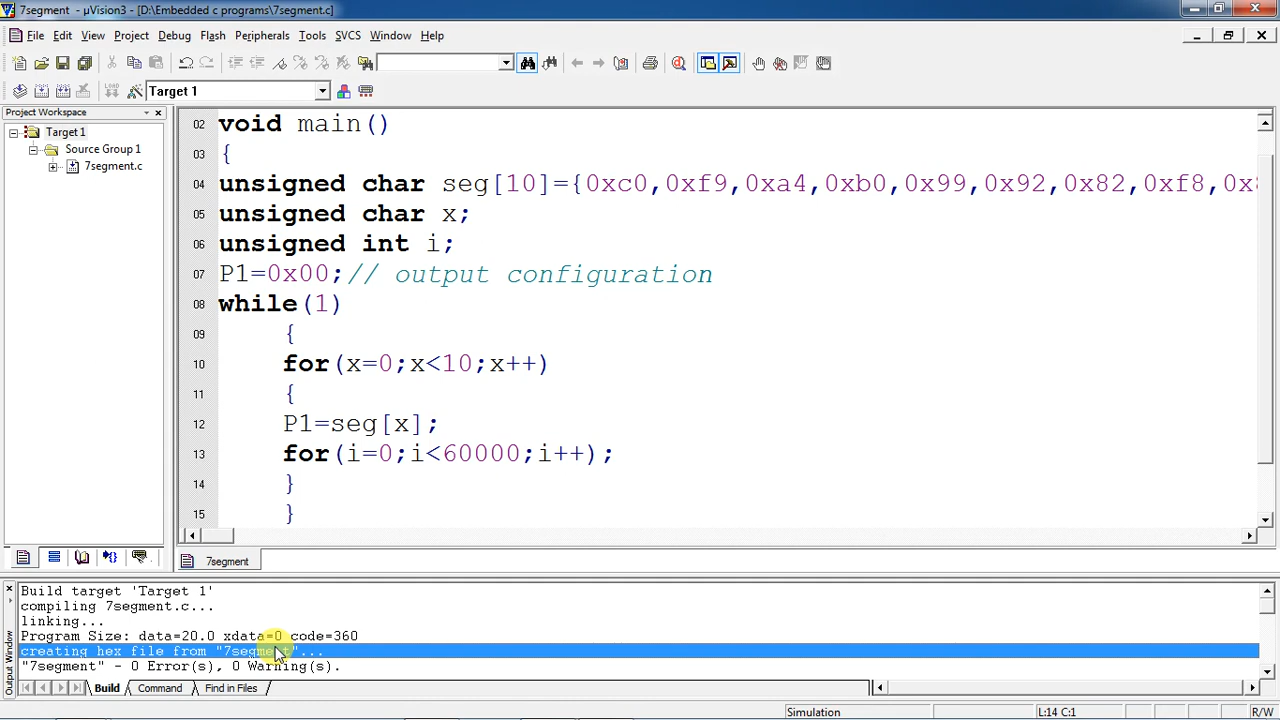 7segment - µVision3 - [D:\Embedded c programs\7segment.c]
File Edit View Project Debug Flash Peripherals Tools SVCS Window Help
LOAD Target 1
Project Workspace
Target 1
Source Group 1
7segment.c
02 void main()
03 {
04 unsigned char seg[10]={0xc0,0xf9,0xa4,0xb0,0x99,0x92,0x82,0xf8,0x
05 unsigned char x;
06 unsigned int i;
07 P1=0x00;// output configuration
08 while(1)
09 {
10 for(x=0;x<10;x++)
11 {
12 P1=seg[x];
13 for(i=0;i<60000;i++);
14 }
15 }
7segment
Build target 'Target 1'
compiling 7segment.c...
linking...
Program Size: data=20.0 xdata=0 code=360
creating hex file from "7segment"...
"7segment" - 0 Error(s), 0 Warning(s).
Output Window
Build Command Find in Files
Simulation L:14 C:1 R/W